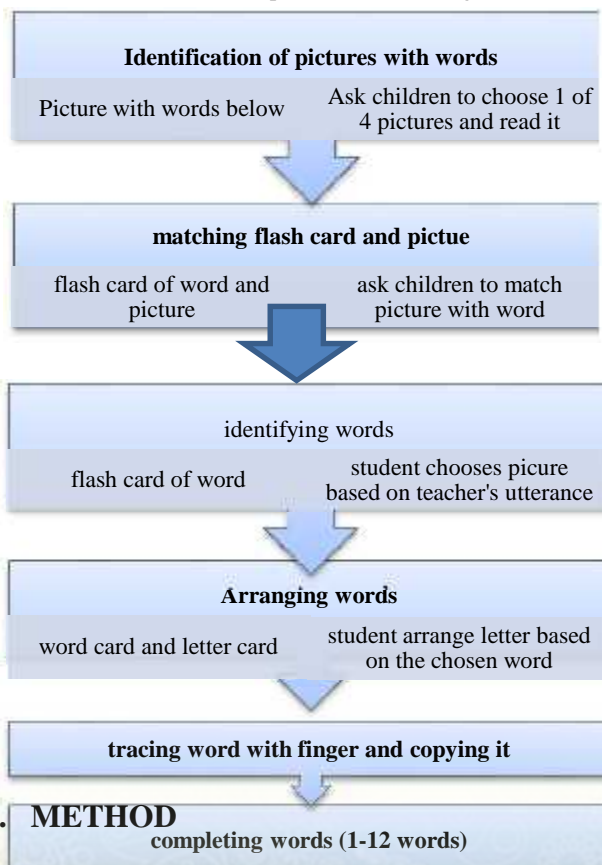 Identification of pictures with words
Picture with words below
Ask children to choose 1 of
4 pictures and read it
matching flash card and pictue
flash card of word and
picture
ask children to match
picture with word
identifying words
flash card of word
student chooses picure
based on teacher's utterance
Arranging words
word card and letter card
student arrange letter based
on the chosen word
tracing word with finger and copying it
. METHOD
completing words (1-12 words)